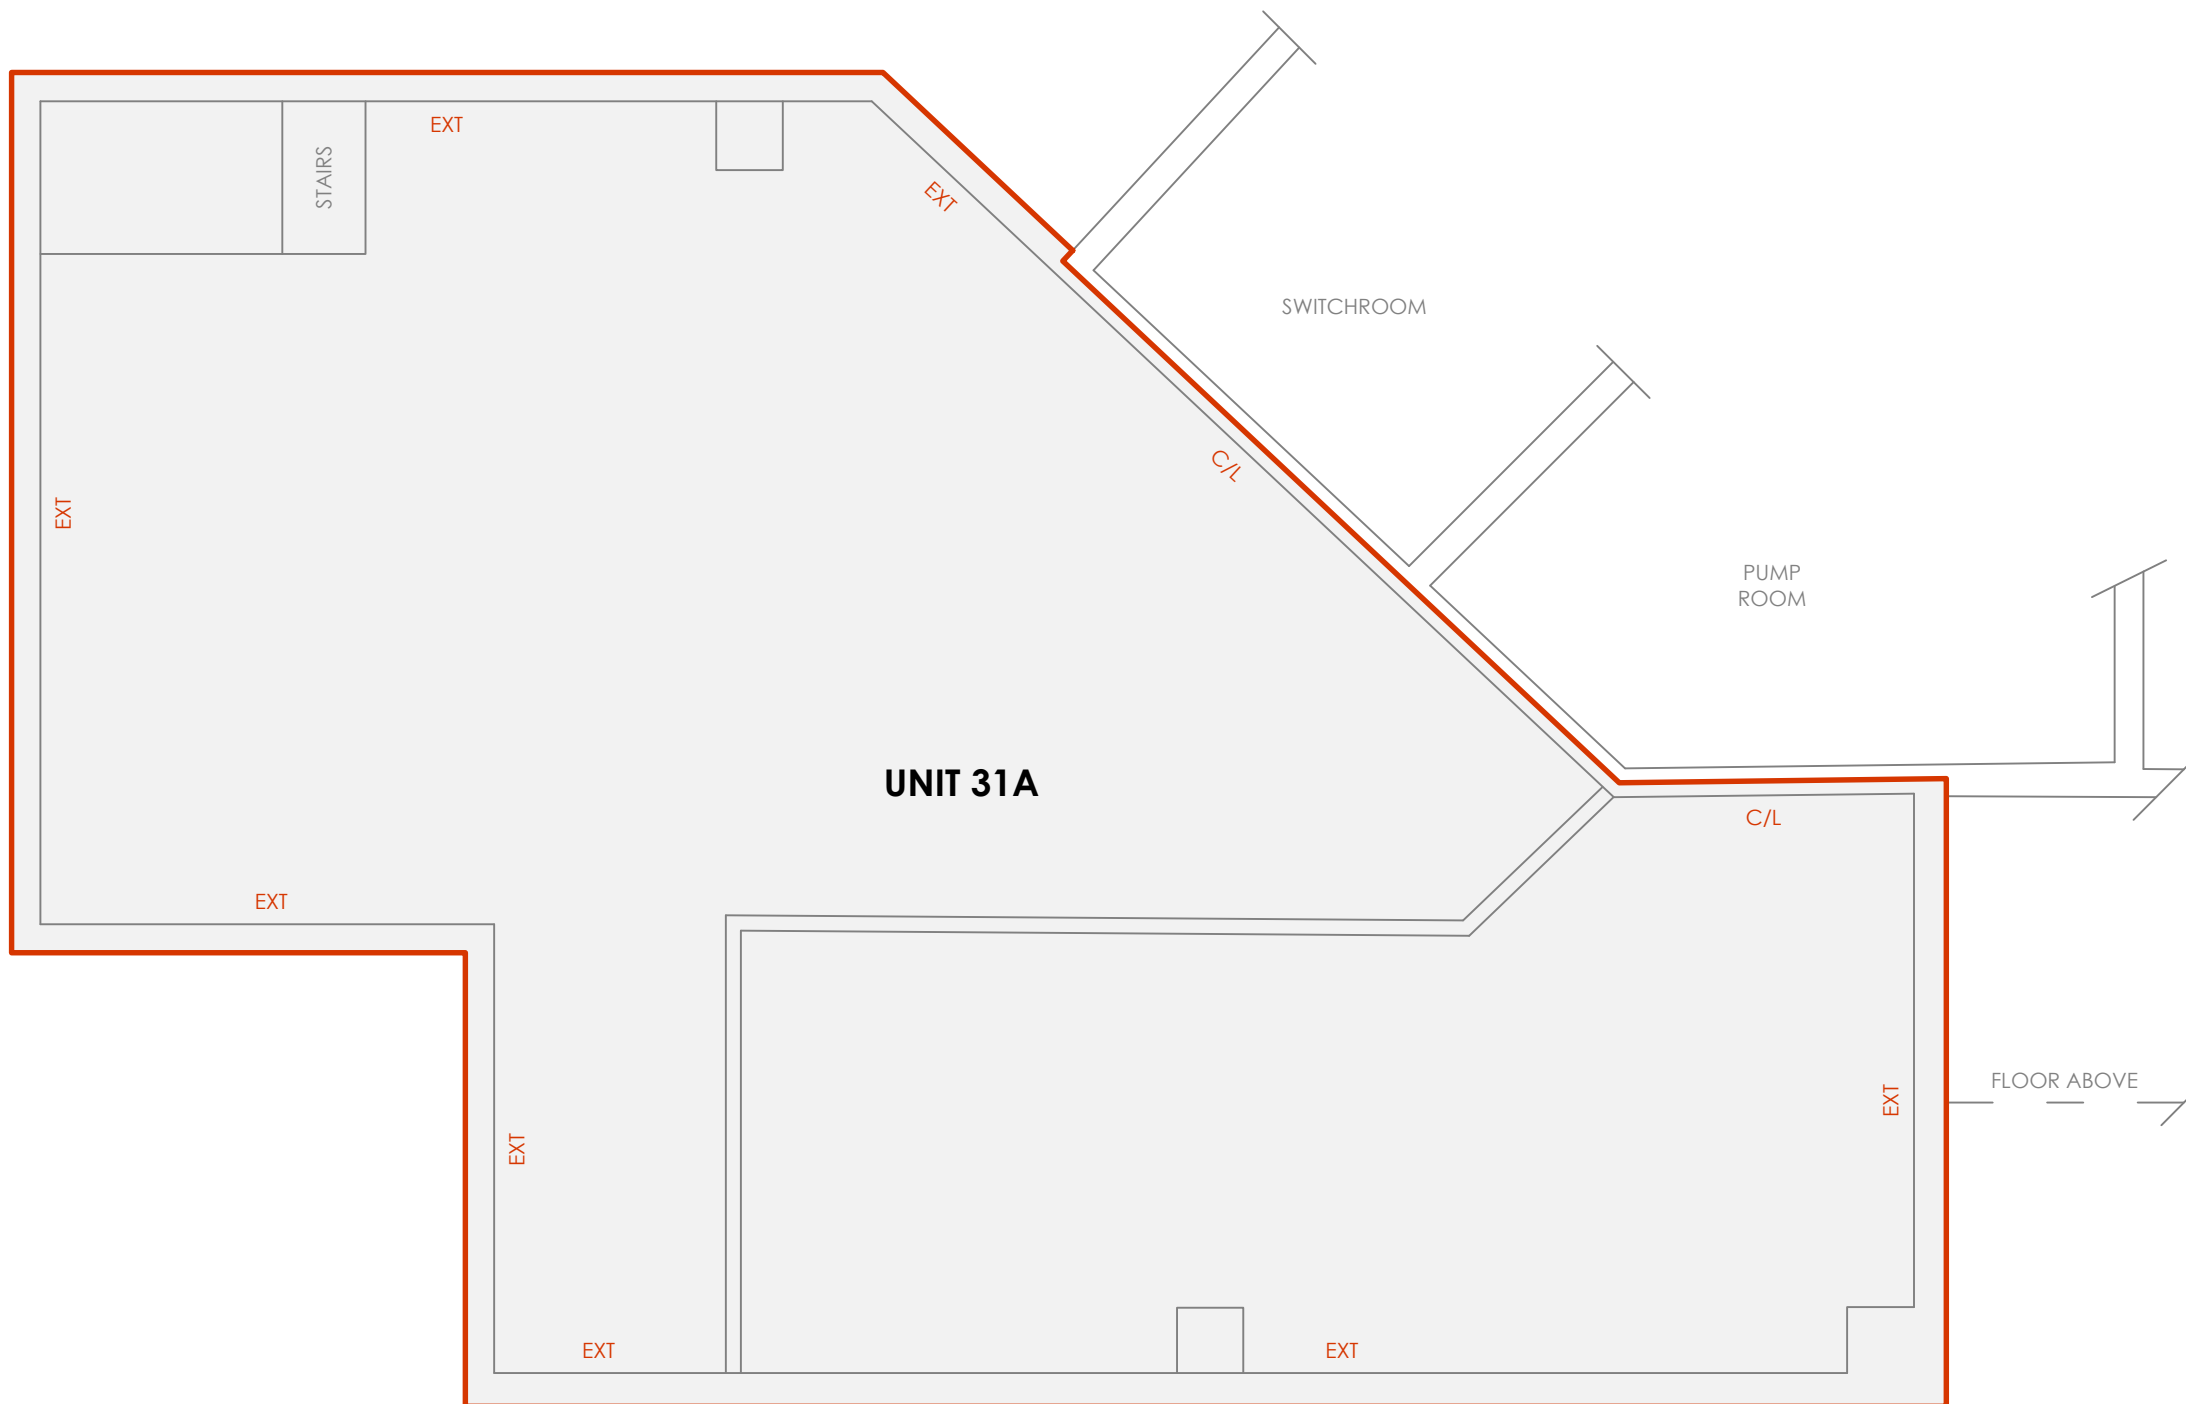 EXT
STAIRS
EXT
SWITCHROOM
C/L
EXT
PUMP
ROOM
UNIT 31A
C/L
EXT
FLOOR ABOVE
EXT
EXT
EXT
EXT